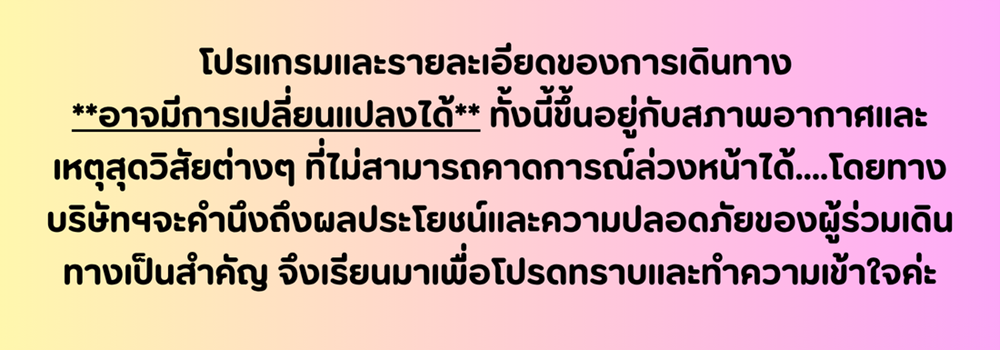 โปรแกรมและรายละเอียดของการเดินทาง
**อาจมีการเปลี่ยนแปลงได้** ทั้งนี้ขึ้นอยู่กับสภาพอากาศและ
เหตุสุดวิสัยต่างๆ ที่ไม่สามารถคาดการณ์ล่วงหน้าได้....โดยทาง
บริษัทฯจะคำนึงถึงผลประโยชน์และความปลอดภัยของผู้ร่วมเดิน
ทางเป็นสำคัญ จึงเรียนมาเพื่อโปรดทราบและทำความเข้าใจค่ะ